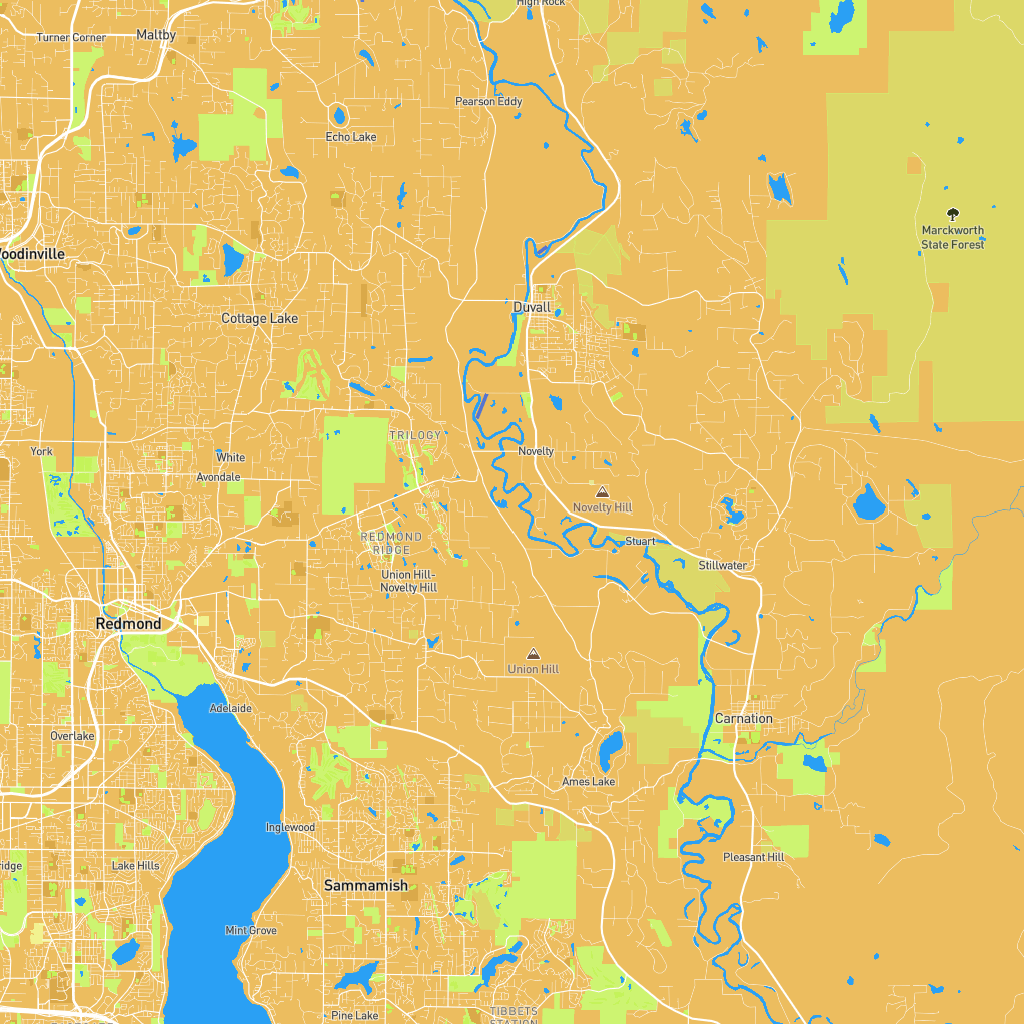 High Rock
Turner Corner
Maltby
Pearson Eddy
Echo Lake
Marckworth
State Forest
Woodinville
Duvall
Cottage Lake
TRILOGY
York
White
Novelty
Avondale
Novelty Hill
REDMOND
RIDGE
Stuart
Stillwater
Union Hill-
Novelty Hill
Redmond
Union Hill
Adelaide
Carnation
Overlake
Ames Lake
Inglewood
Pleasant Hill
ridge
Lake Hills
Sammamish
Mint Grove
Pine Lake
TIBBETS
STATION